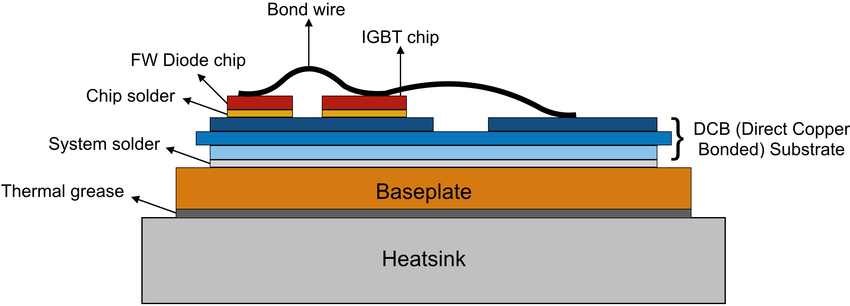 Bond wire
IGBT chip
FW Diode chip
Chip solder
DCB (Direct Copper
Bonded) Substrate
System solder
Thermal grease
Baseplate
Heatsink